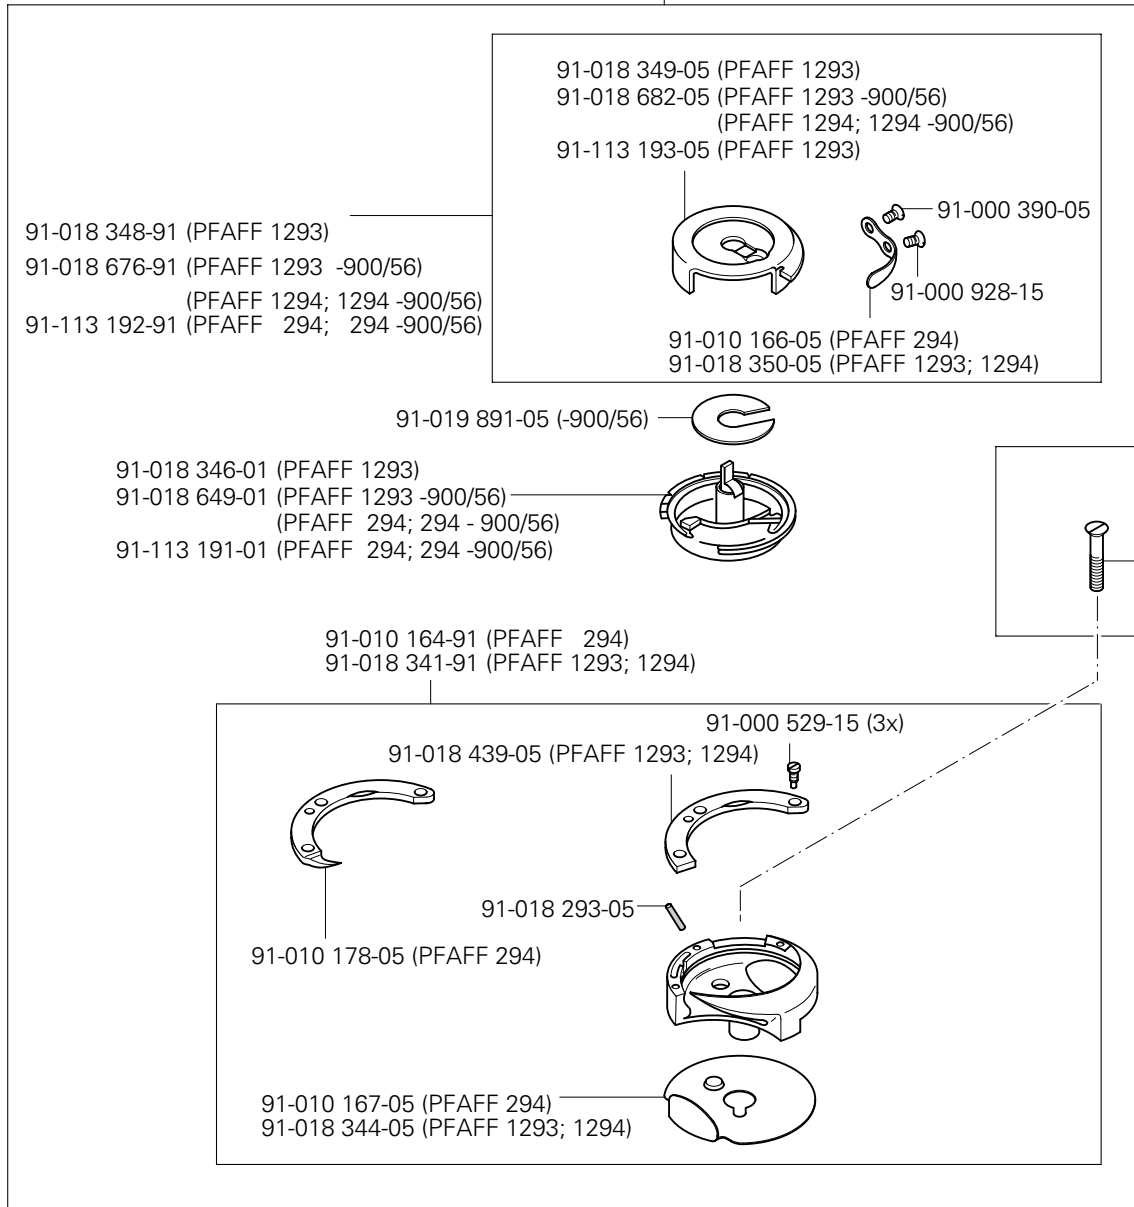 91-018 349-05 (PFAFF 1293)
91-018 682-05 (PFAFF 1293 -900/56)
(PFAFF 1294; 1294 -900/56)
91-113 193-05 (PFAFF 1293)
91-000 390-05
91-018 348-91 (PFAFF 1293)
91-018 676-91 (PFAFF 1293 -900/56)
(PFAFF 1294; 1294 -900/56)
91-113 192-91 (PFAFF 294; 294 -900/56)
91-000 928-15
91-010 166-05 (PFAFF 294)
91-018 350-05 (PFAFF 1293; 1294)
91-019 891-05 (-900/56)
91-018 346-01 (PFAFF 1293)
91-018 649-01 (PFAFF 1293 -900/56)
(PFAFF 294; 294 - 900/56)
91-113 191-01 (PFAFF 294; 294 -900/56)
91-010 164-91 (PFAFF 294)
91-018 341-91 (PFAFF 1293; 1294)
91-000 529-15 (3x)
91-018 439-05 (PFAFF 1293; 1294)
91-018 293-05
91-010 178-05 (PFAFF 294)
91-010 167-05 (PFAFF 294)
91-018 344-05 (PFAFF 1293; 1294)